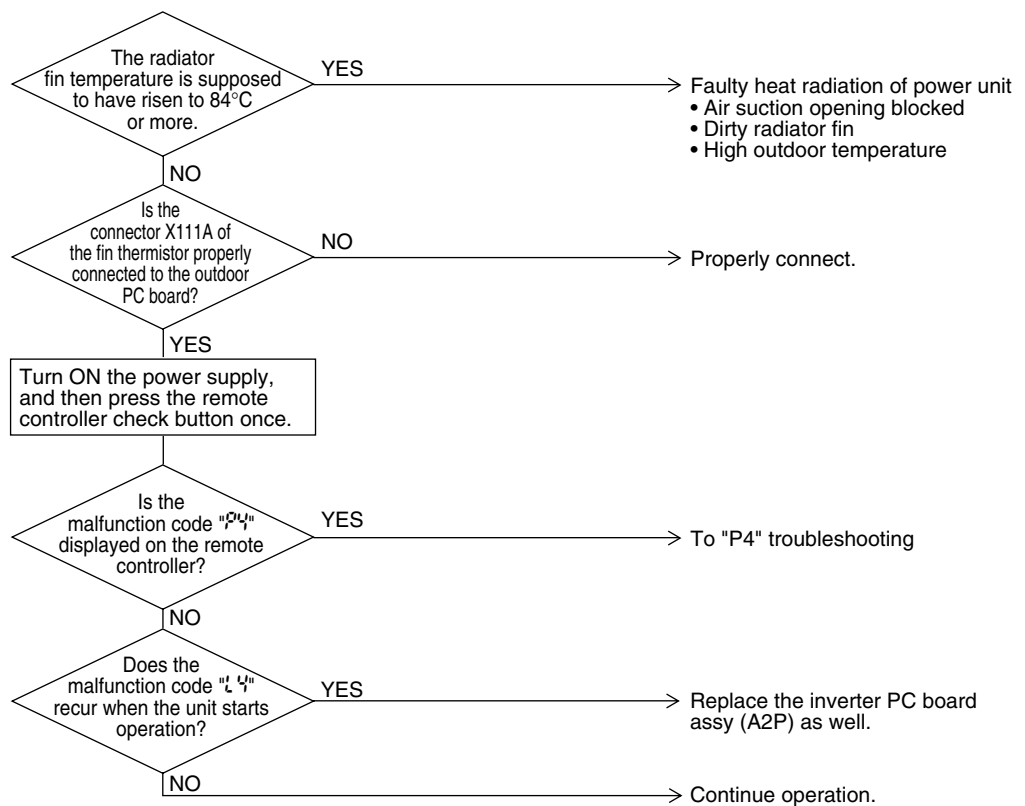 The radiator
fin temperature is supposed
to have risen to 84°C
or more.
YES
Faulty heat radiation of power unit
• Air suction opening blocked
• Dirty radiator fin
• High outdoor temperature
NO
Is the
connector X111A of
the fin thermistor properly
connected to the outdoor
PC board?
NO
Properly connect.
YES
Turn ON the power supply,
and then press the remote
controller check button once.
Is the
malfunction code "P4"
displayed on the remote
controller?
YES
To "P4" troubleshooting
NO
Does the
malfunction code "L4"
recur when the unit starts
operation?
YES
Replace the inverter PC board
assy (A2P) as well.
NO
Continue operation.